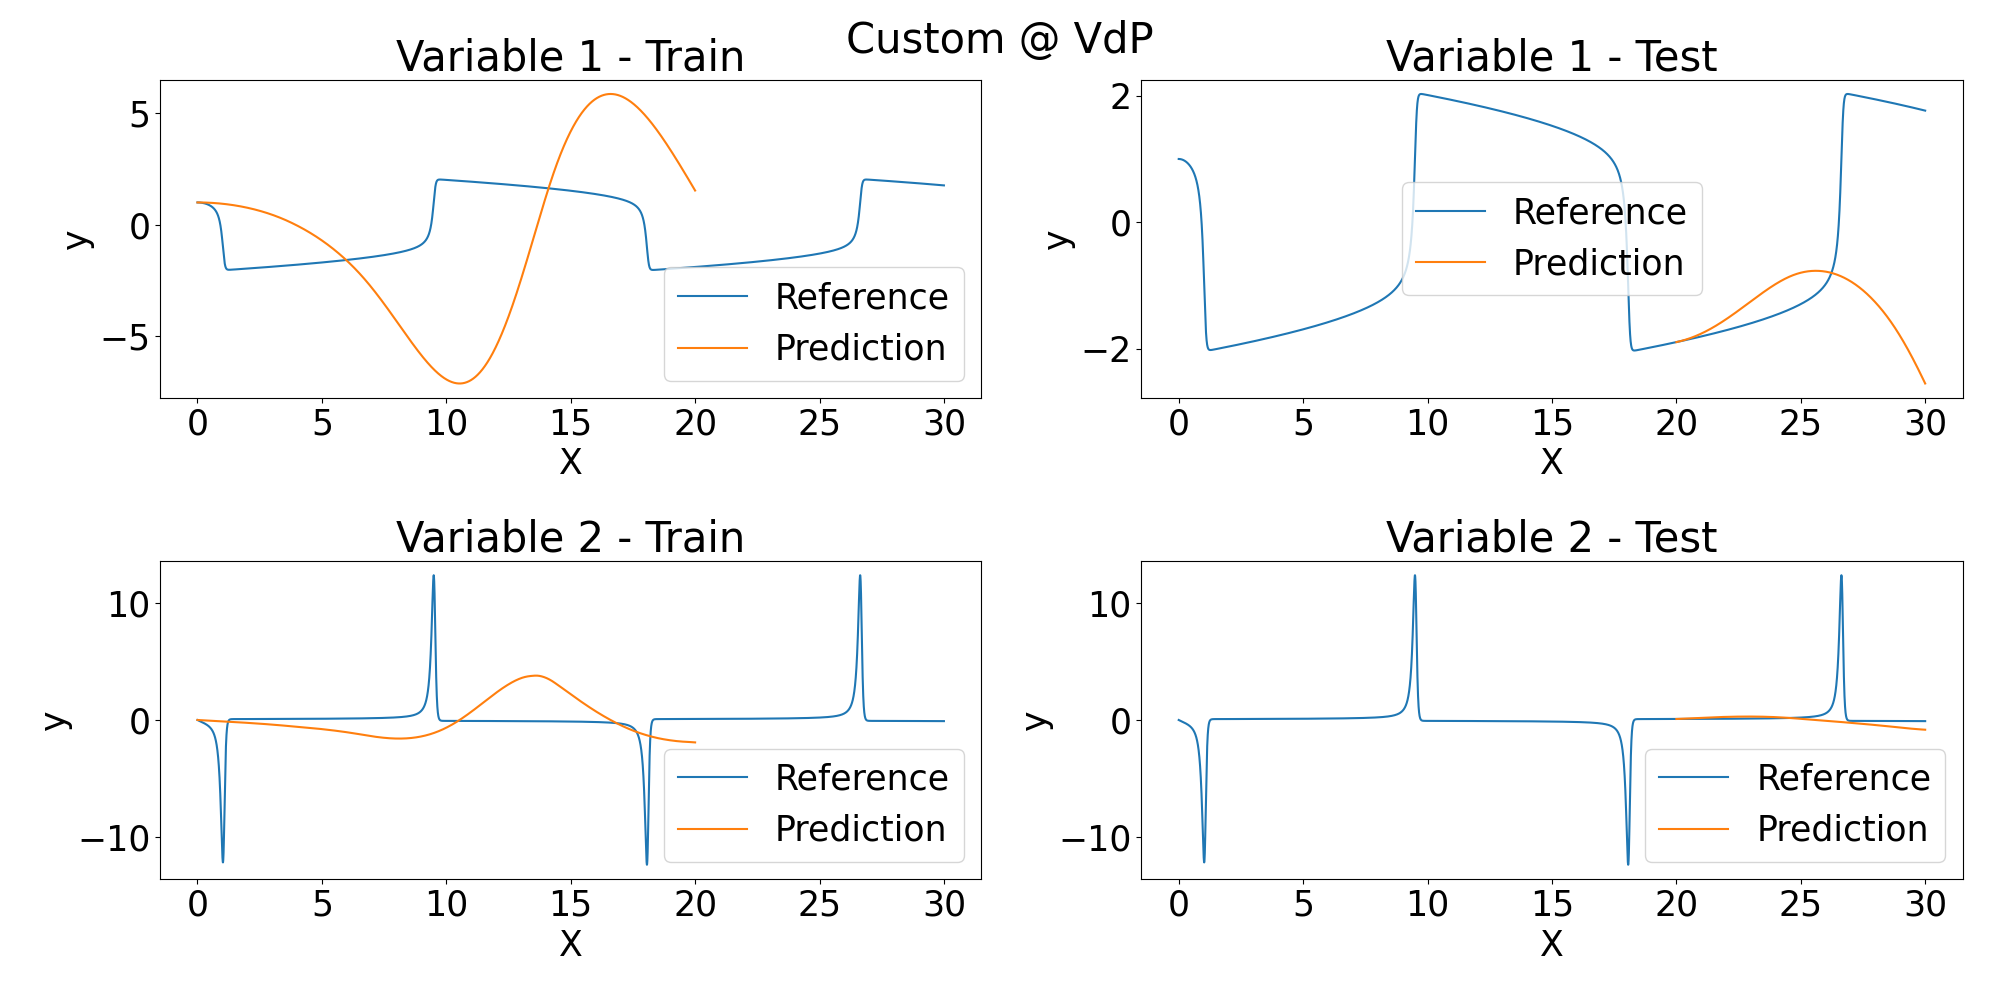 Custom @ VdP
Variable 1 - Train
5
0
−5
y
0 5 10 15 20 25 30
X
Reference
Prediction
Variable 1 - Test
2
0
−2
y
0 5 10 15 20 25 30
X
Reference
Prediction
Variable 2 - Train
10
0
−10
y
0 5 10 15 20 25 30
X
Reference
Prediction
Variable 2 - Test
10
0
−10
y
0 5 10 15 20 25 30
X
Reference
Prediction